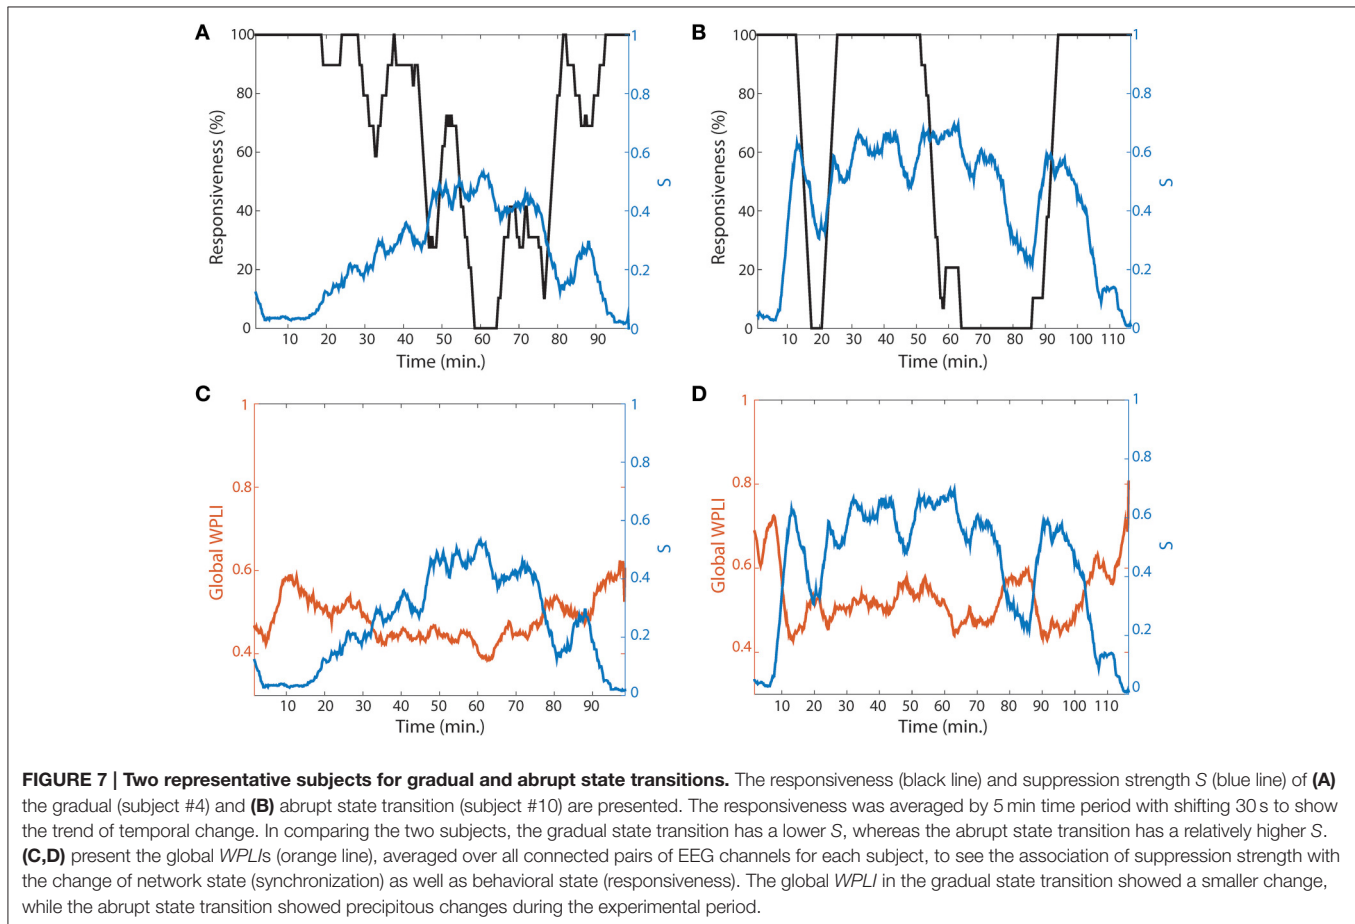 A
B
100
80
60
40
20
0
Responsiveness (%)
1
0.8
0.6
0.4
0.2
0
S
10 20 30 40 50 60 70 80 90
Time (min.)
100
80
60
40
20
0
Responsiveness (%)
1
0.8
0.6
0.4
0.2
0
S
10 20 30 40 50 60 70 80 90 100 110
Time (min.)
C
D
1
0.8
0.6
0.4
Global WPLI
1
0.8
0.6
0.4
0.2
0
S
10 20 30 40 50 60 70 80 90
Time (min.)
1
0.8
0.6
0.4
Global WPLI
1
0.8
0.6
0.4
0.2
0
S
10 20 30 40 50 60 70 80 90 100 110
Time (min.)
FIGURE 7 | Two representative subjects for gradual and abrupt state transitions. The responsiveness (black line) and suppression strength S (blue line) of (A)
the gradual (subject #4) and (B) abrupt state transition (subject #10) are presented. The responsiveness was averaged by 5 min time period with shifting 30 s to show
the trend of temporal change. In comparing the two subjects, the gradual state transition has a lower S, whereas the abrupt state transition has a relatively higher S.
(C,D) present the global WPLIs (orange line), averaged over all connected pairs of EEG channels for each subject, to see the association of suppression strength with
the change of network state (synchronization) as well as behavioral state (responsiveness). The global WPLI in the gradual state transition showed a smaller change,
while the abrupt state transition showed precipitous changes during the experimental period.